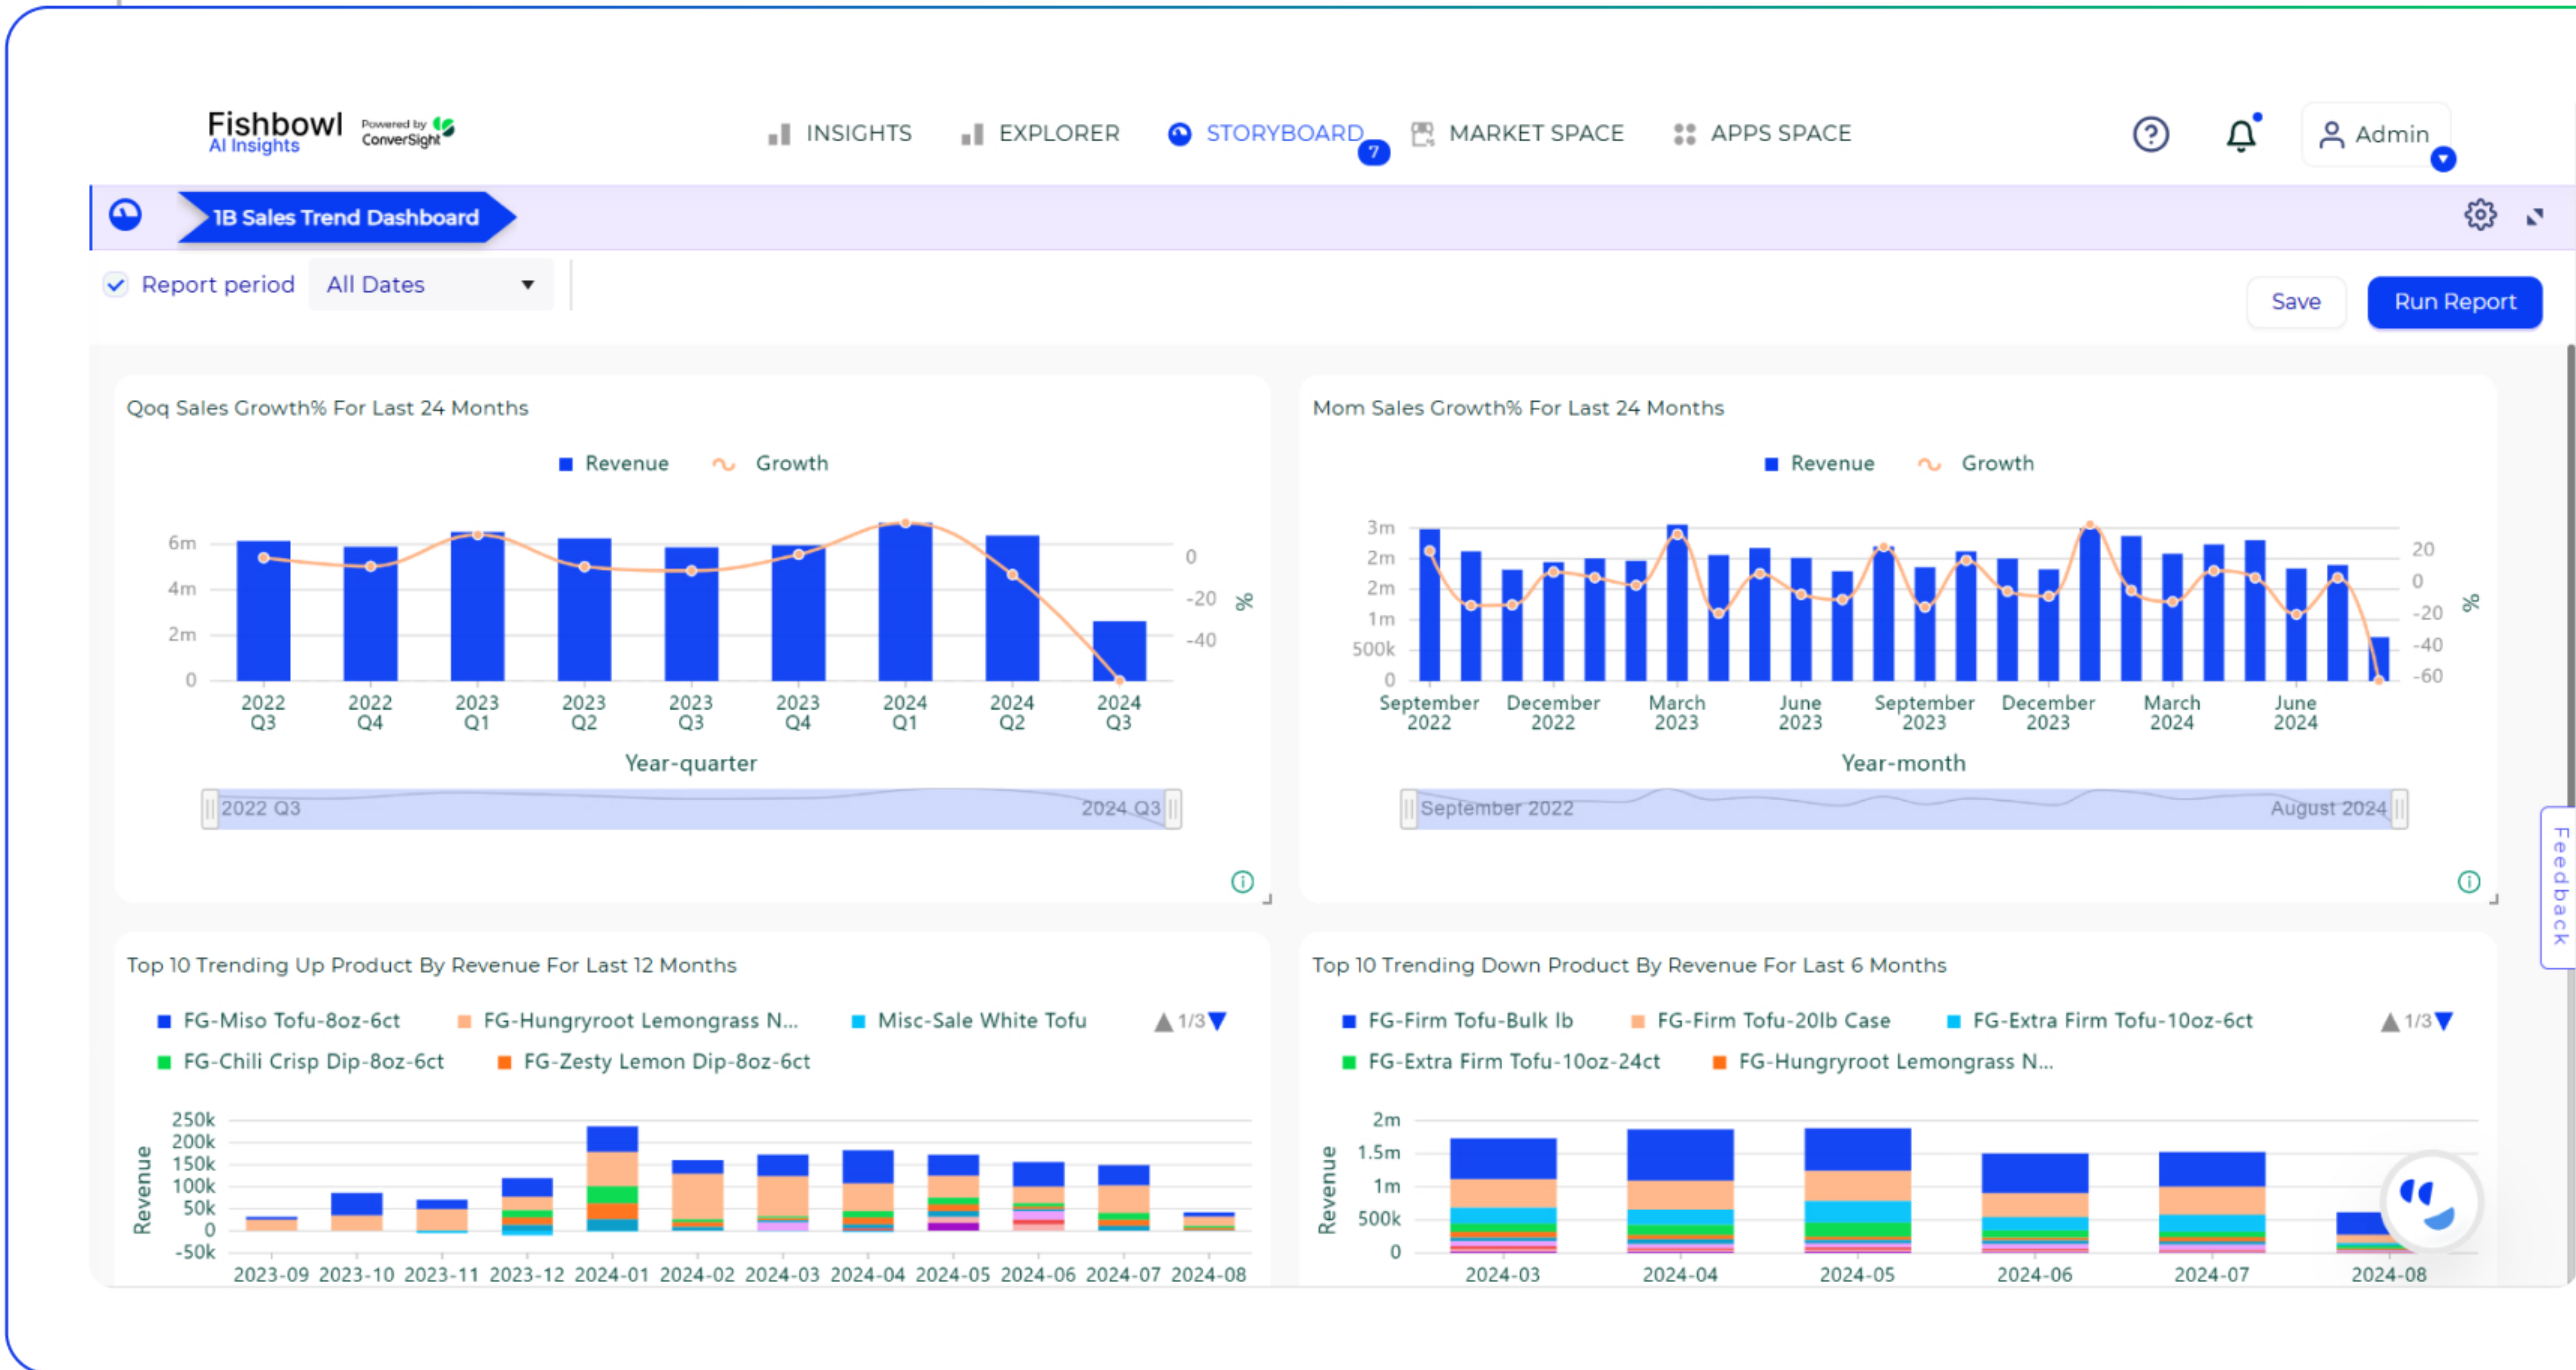 Fishbowl
AI Insights
Powered by
ConverSight
INSIGHTS
EXPLORER
STORYBOARD
7
MARKET SPACE
APPS SPACE
Admin
1B Sales Trend Dashboard
Report period
All Dates
Save
Run Report
Qoq Sales Growth% For Last 24 Months
Revenue
Growth
6m
4m
2m
0
0
-20
-40
%
2022 Q3
2022 Q4
2023 Q1
2023 Q2
2023 Q3
2023 Q4
2024 Q1
2024 Q2
2024 Q3
Year-quarter
2022 Q3
2024 Q3
Mom Sales Growth% For Last 24 Months
Revenue
Growth
3m
2m
2m
1m
500k
0
20
0
-20
-40
-60
%
September 2022
December 2022
March 2023
June 2023
September 2023
December 2023
March 2024
June 2024
Year-month
September 2022
August 2024
Feedback
Top 10 Trending Up Product By Revenue For Last 12 Months
FG-Miso Tofu-8oz-6ct
FG-Hungryroot Lemongrass N...
Misc-Sale White Tofu
1/3
FG-Chili Crisp Dip-8oz-6ct
FG-Zesty Lemon Dip-8oz-6ct
Revenue
250k
200k
150k
100k
50k
0
-50k
2023-09 2023-10 2023-11 2023-12 2024-01 2024-02 2024-03 2024-04 2024-05 2024-06 2024-07 2024-08
Top 10 Trending Down Product By Revenue For Last 6 Months
FG-Firm Tofu-Bulk lb
FG-Firm Tofu-20lb Case
FG-Extra Firm Tofu-10oz-6ct
1/3
FG-Extra Firm Tofu-10oz-24ct
FG-Hungryroot Lemongrass N...
Revenue
2m
1.5m
1m
500k
0
2024-03 2024-04 2024-05 2024-06 2024-07 2024-08